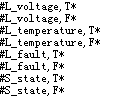 #L_voltage,T*
#L_voltage,F*
#L_temperature,T*
#L_temperature,F*
#L_fault,T*
#L_fault,F*
#S_state,T*
#S_state,F*